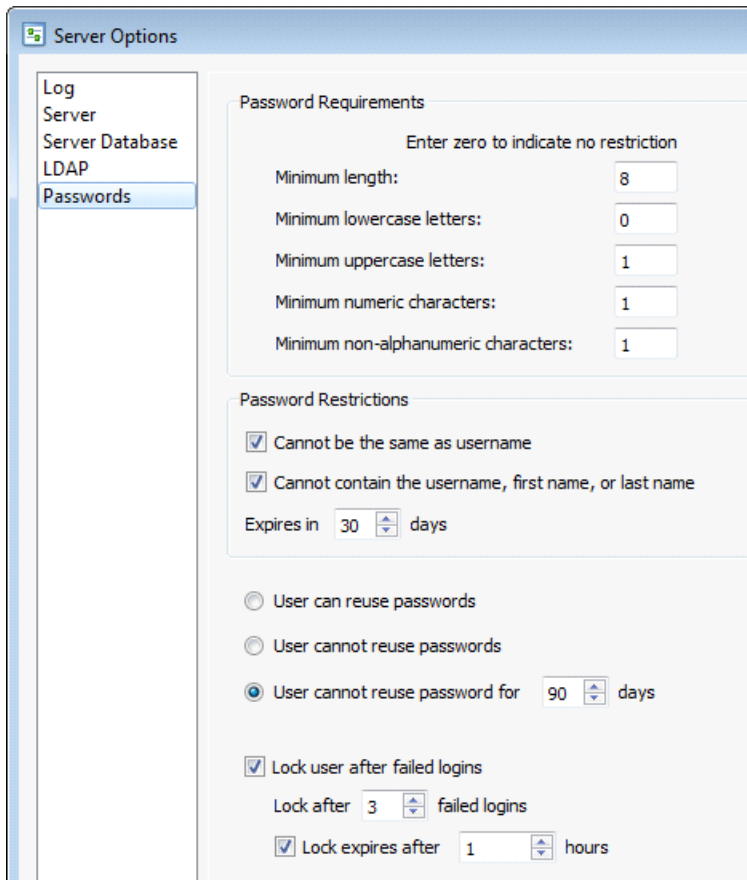 Server Options
Log
Server
Server Database
LDAP
Passwords
Password Requirements
Enter zero to indicate no restriction
Minimum length: 8
Minimum lowercase letters: 0
Minimum uppercase letters: 1
Minimum numeric characters: 1
Minimum non-alphanumeric characters: 1
Password Restrictions
Cannot be the same as username
Cannot contain the username, first name, or last name
Expires in 30 days
User can reuse passwords
User cannot reuse passwords
User cannot reuse password for 90 days
Lock user after failed logins
Lock after 3 failed logins
Lock expires after 1 hours